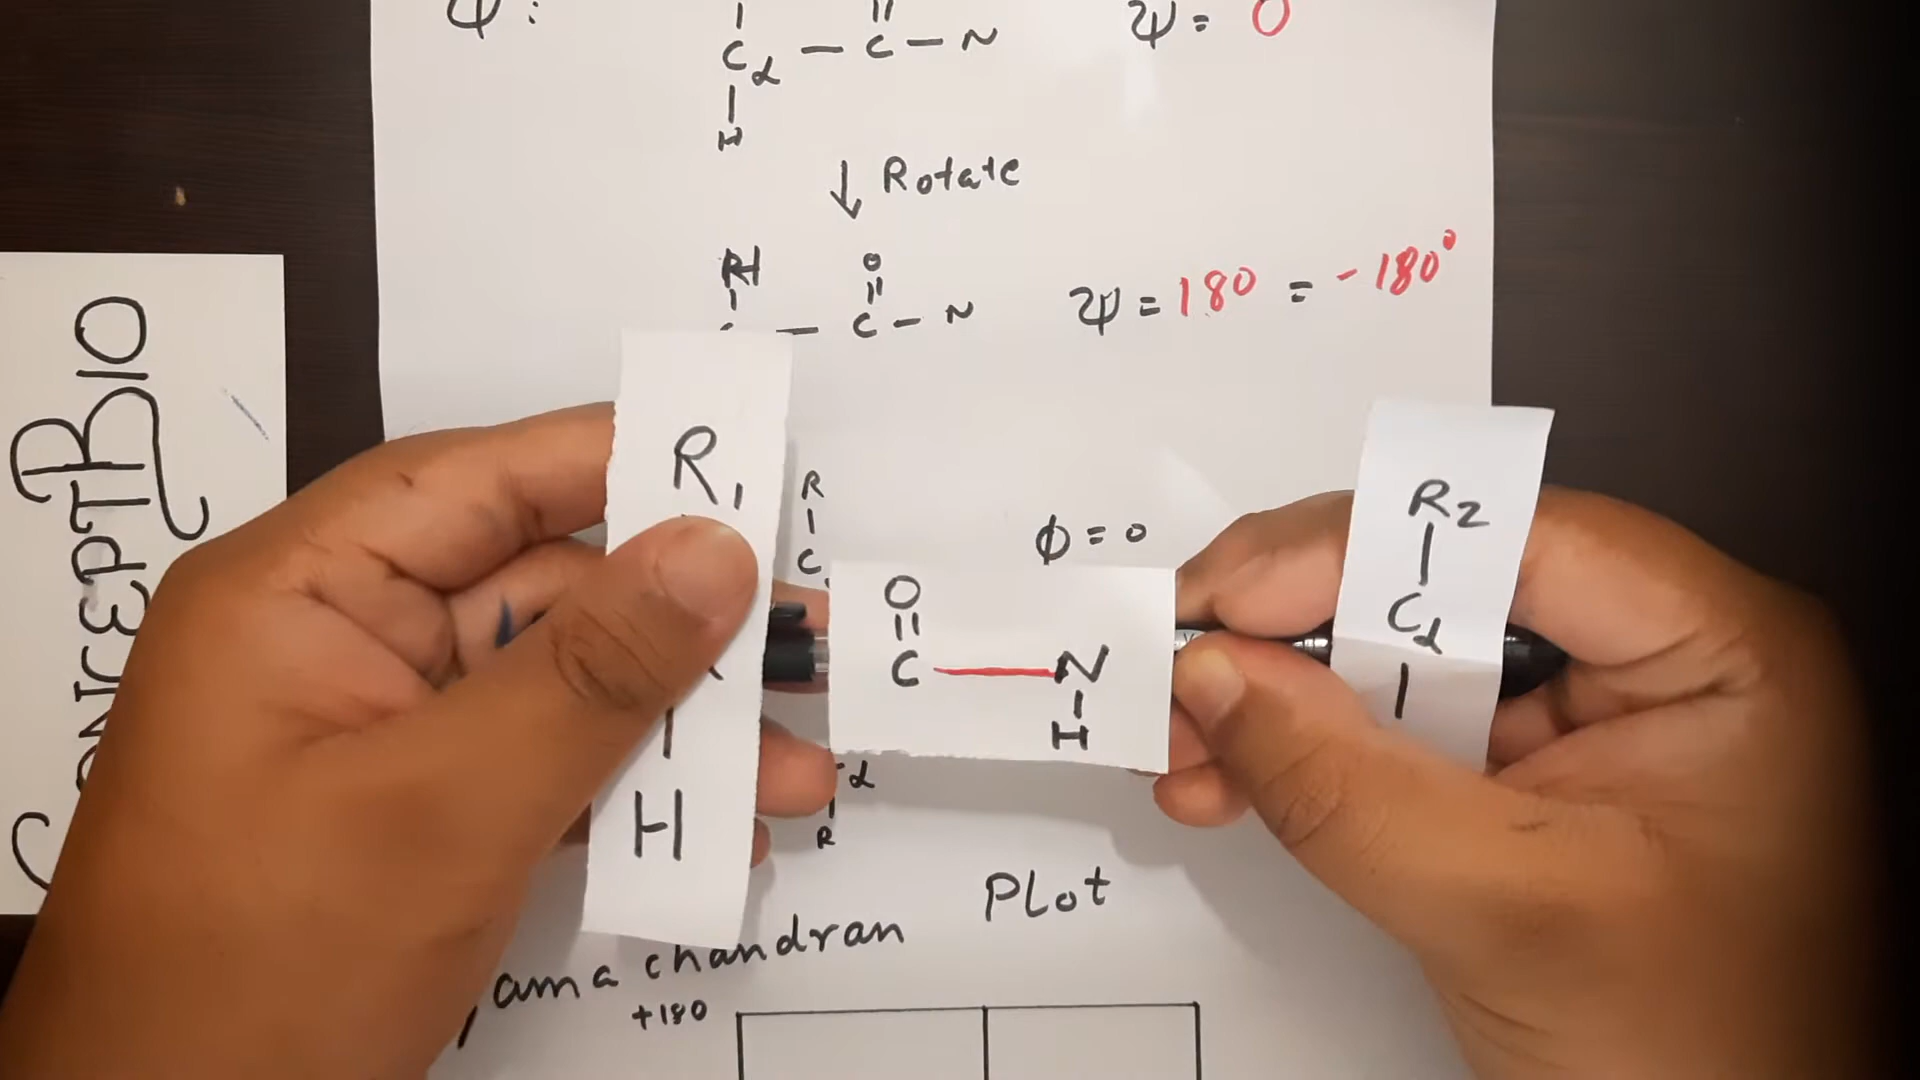 ψ = 0
Cα — C — N
H
↓ Rotate
O
ψ = 180 = - 180°
C — N
R1
H
R
C
φ = 0
O
C — N
H
R2
Cα
α
R
amachandran PLot
+180
CONCEPTBIO